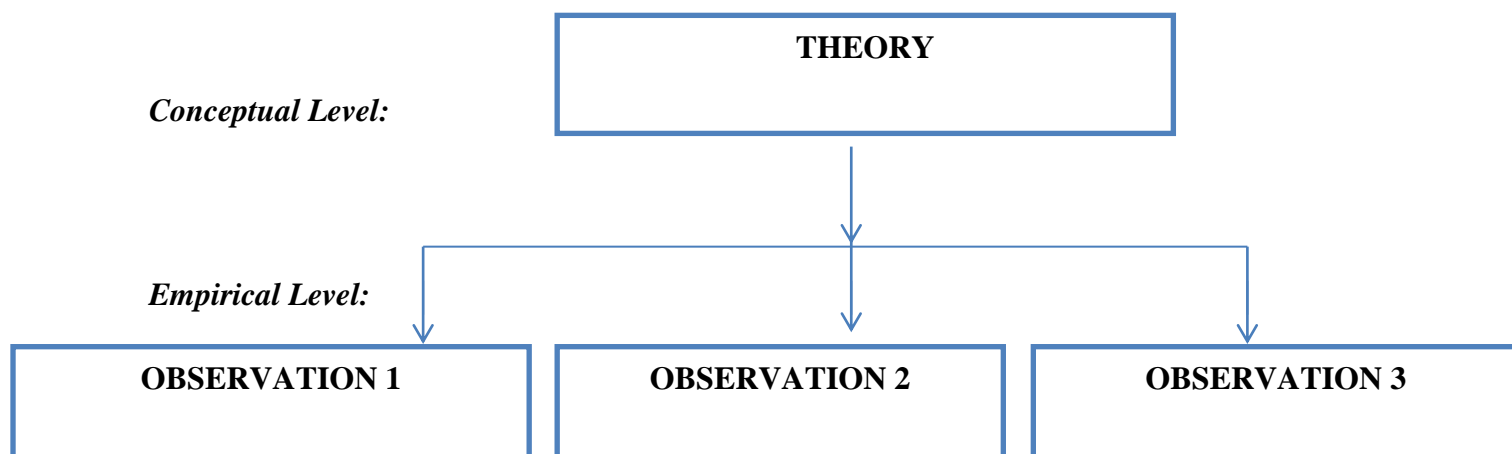 THEORY
Conceptual Level:
Empirical Level:
OBSERVATION 1
OBSERVATION 2
OBSERVATION 3